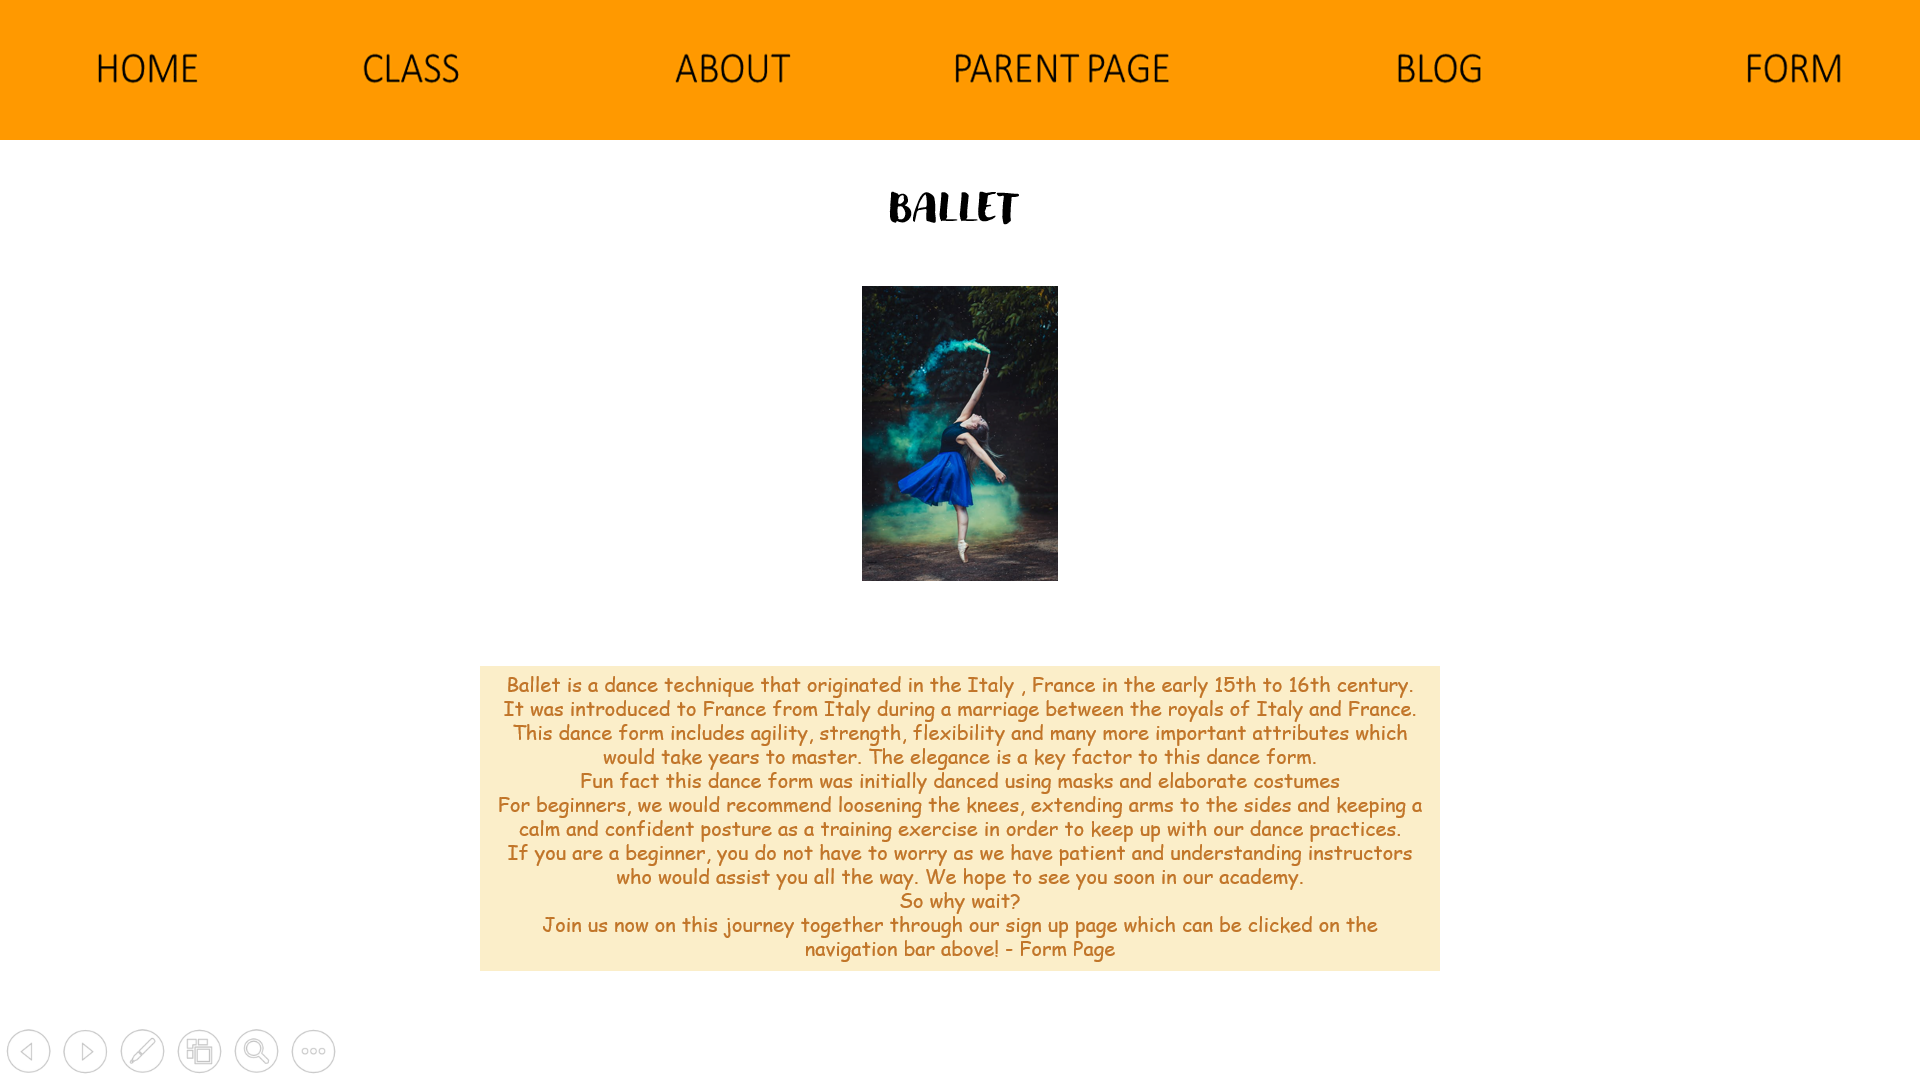 HOME CLASS ABOUT PARENT PAGE BLOG FORM
BALLET
Ballet is a dance technique that originated in the Italy , France in the early 15th to 16th century.
It was introduced to France from Italy during a marriage between the royals of Italy and France.
This dance form includes agility, strength, flexibility and many more important attributes which
would take years to master. The elegance is a key factor to this dance form.
Fun fact this dance form was initially danced using masks and elaborate costumes
For beginners, we would recommend loosening the knees, extending arms to the sides and keeping a
calm and confident posture as a training exercise in order to keep up with our dance practices.
If you are a beginner, you do not have to worry as we have patient and understanding instructors
who would assist you all the way. We hope to see you soon in our academy.
So why wait?
Join us now on this journey together through our sign up page which can be clicked on the
navigation bar above! - Form Page